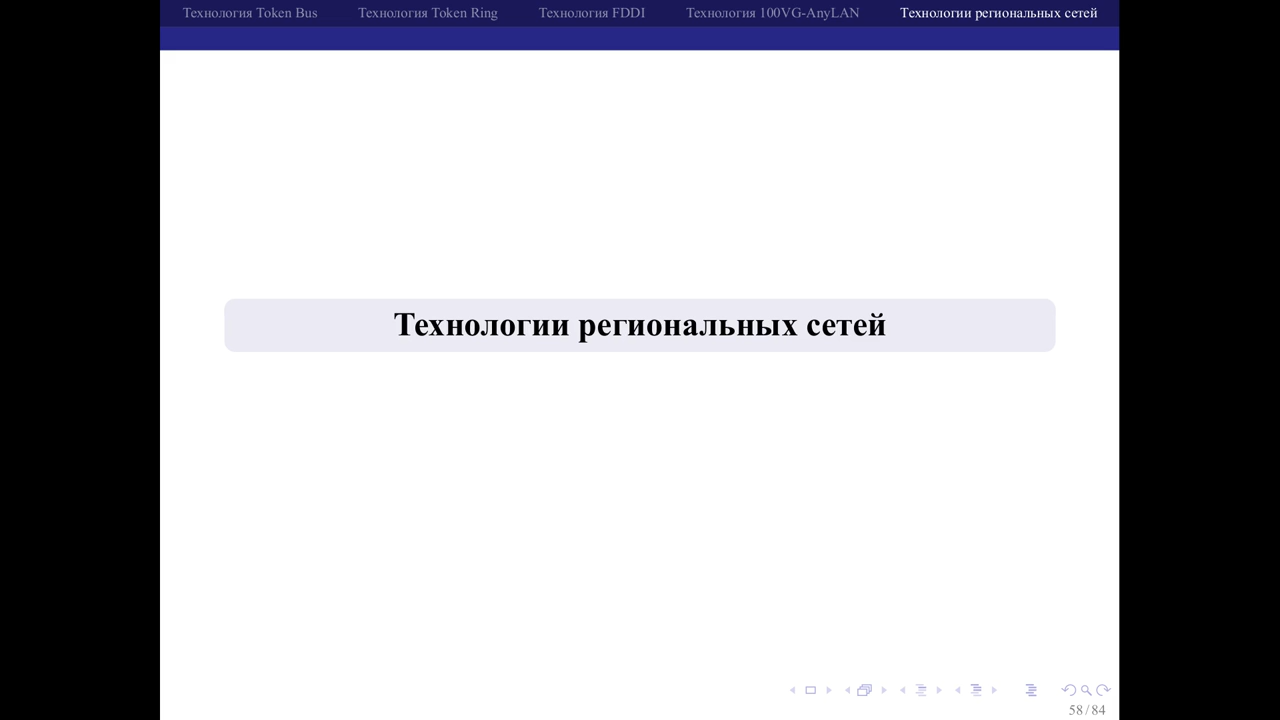 Технология Token Bus Технология Token Ring Технология FDDI Технология 100VG-AnyLAN Технологии региональных сетей
Технологии региональных сетей
58 / 84